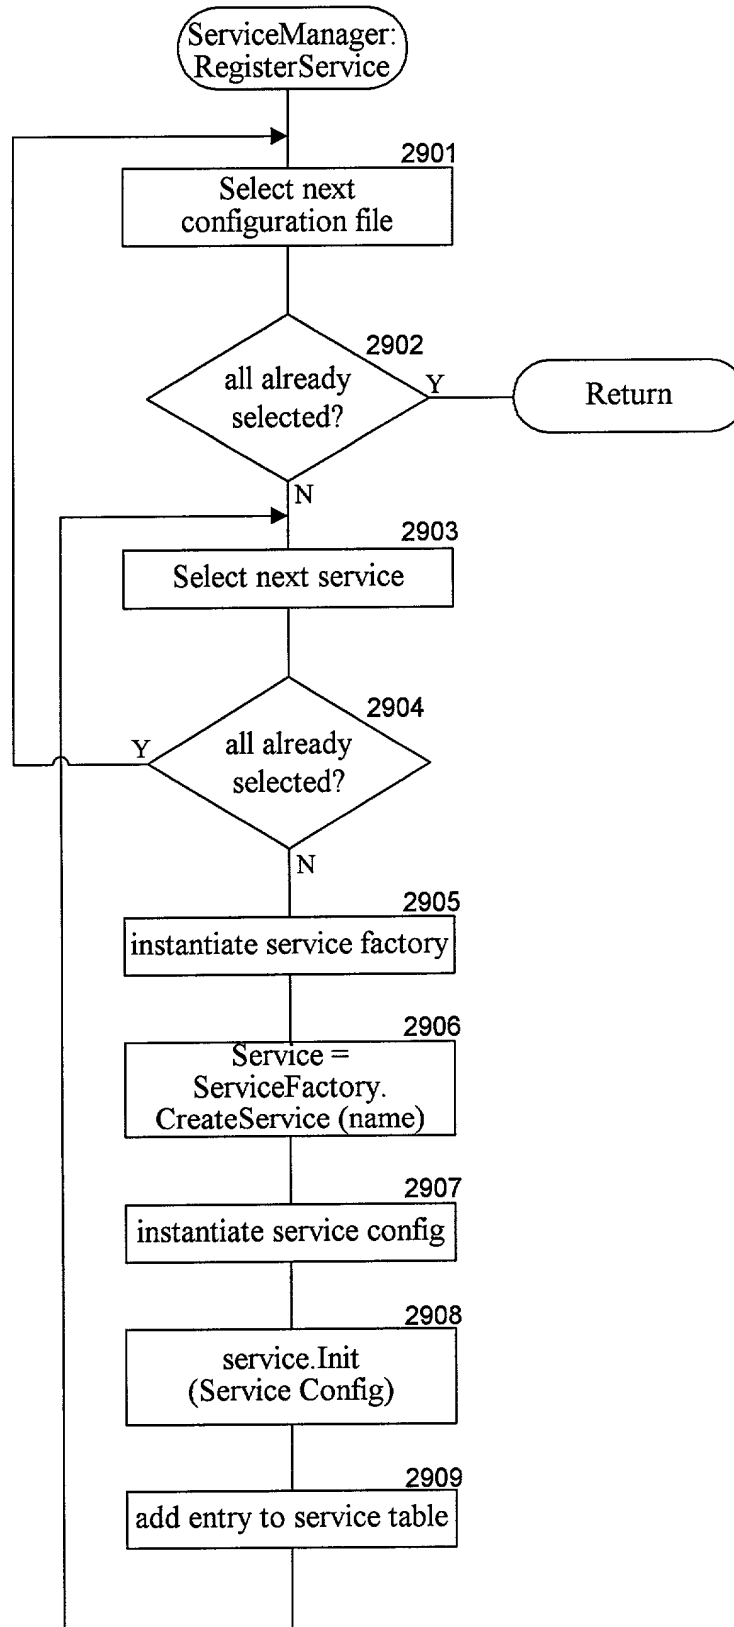 ServiceManager:
RegisterService
2901
Select next
configuration file
2902
all already
selected?
Y
Return
N
2903
Select next service
2904
Y
all already
selected?
N
2905
instantiate service factory
2906
Service =
ServiceFactory.
CreateService (name)
2907
instantiate service config
2908
service.Init
(Service Config)
2909
add entry to service table